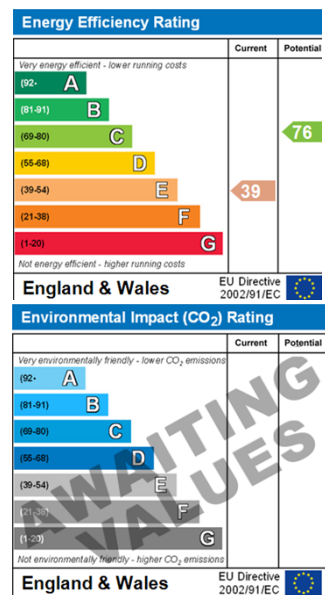 Energy Efficiency Rating
Current Potential
Very energy efficient - lower running costs
(92- A
(81-91) B
(69-80) C
76
(55-68) D
(39-54) E
39
(21-38) F
(1-20) G
Not energy efficient - higher running costs
England & Wales
EU Directive
2002/91/EC
Environmental Impact (CO₂) Rating
Current Potential
Very environmentally friendly - lower CO₂ emissions
(92- A
(81-91) B
(69-80) C
(55-68) D
(39-54) E
(21-38) F
(1-20) G
AWAITING
VALUES
Not environmentally friendly - higher CO₂ emissions
England & Wales
EU Directive
2002/91/EC